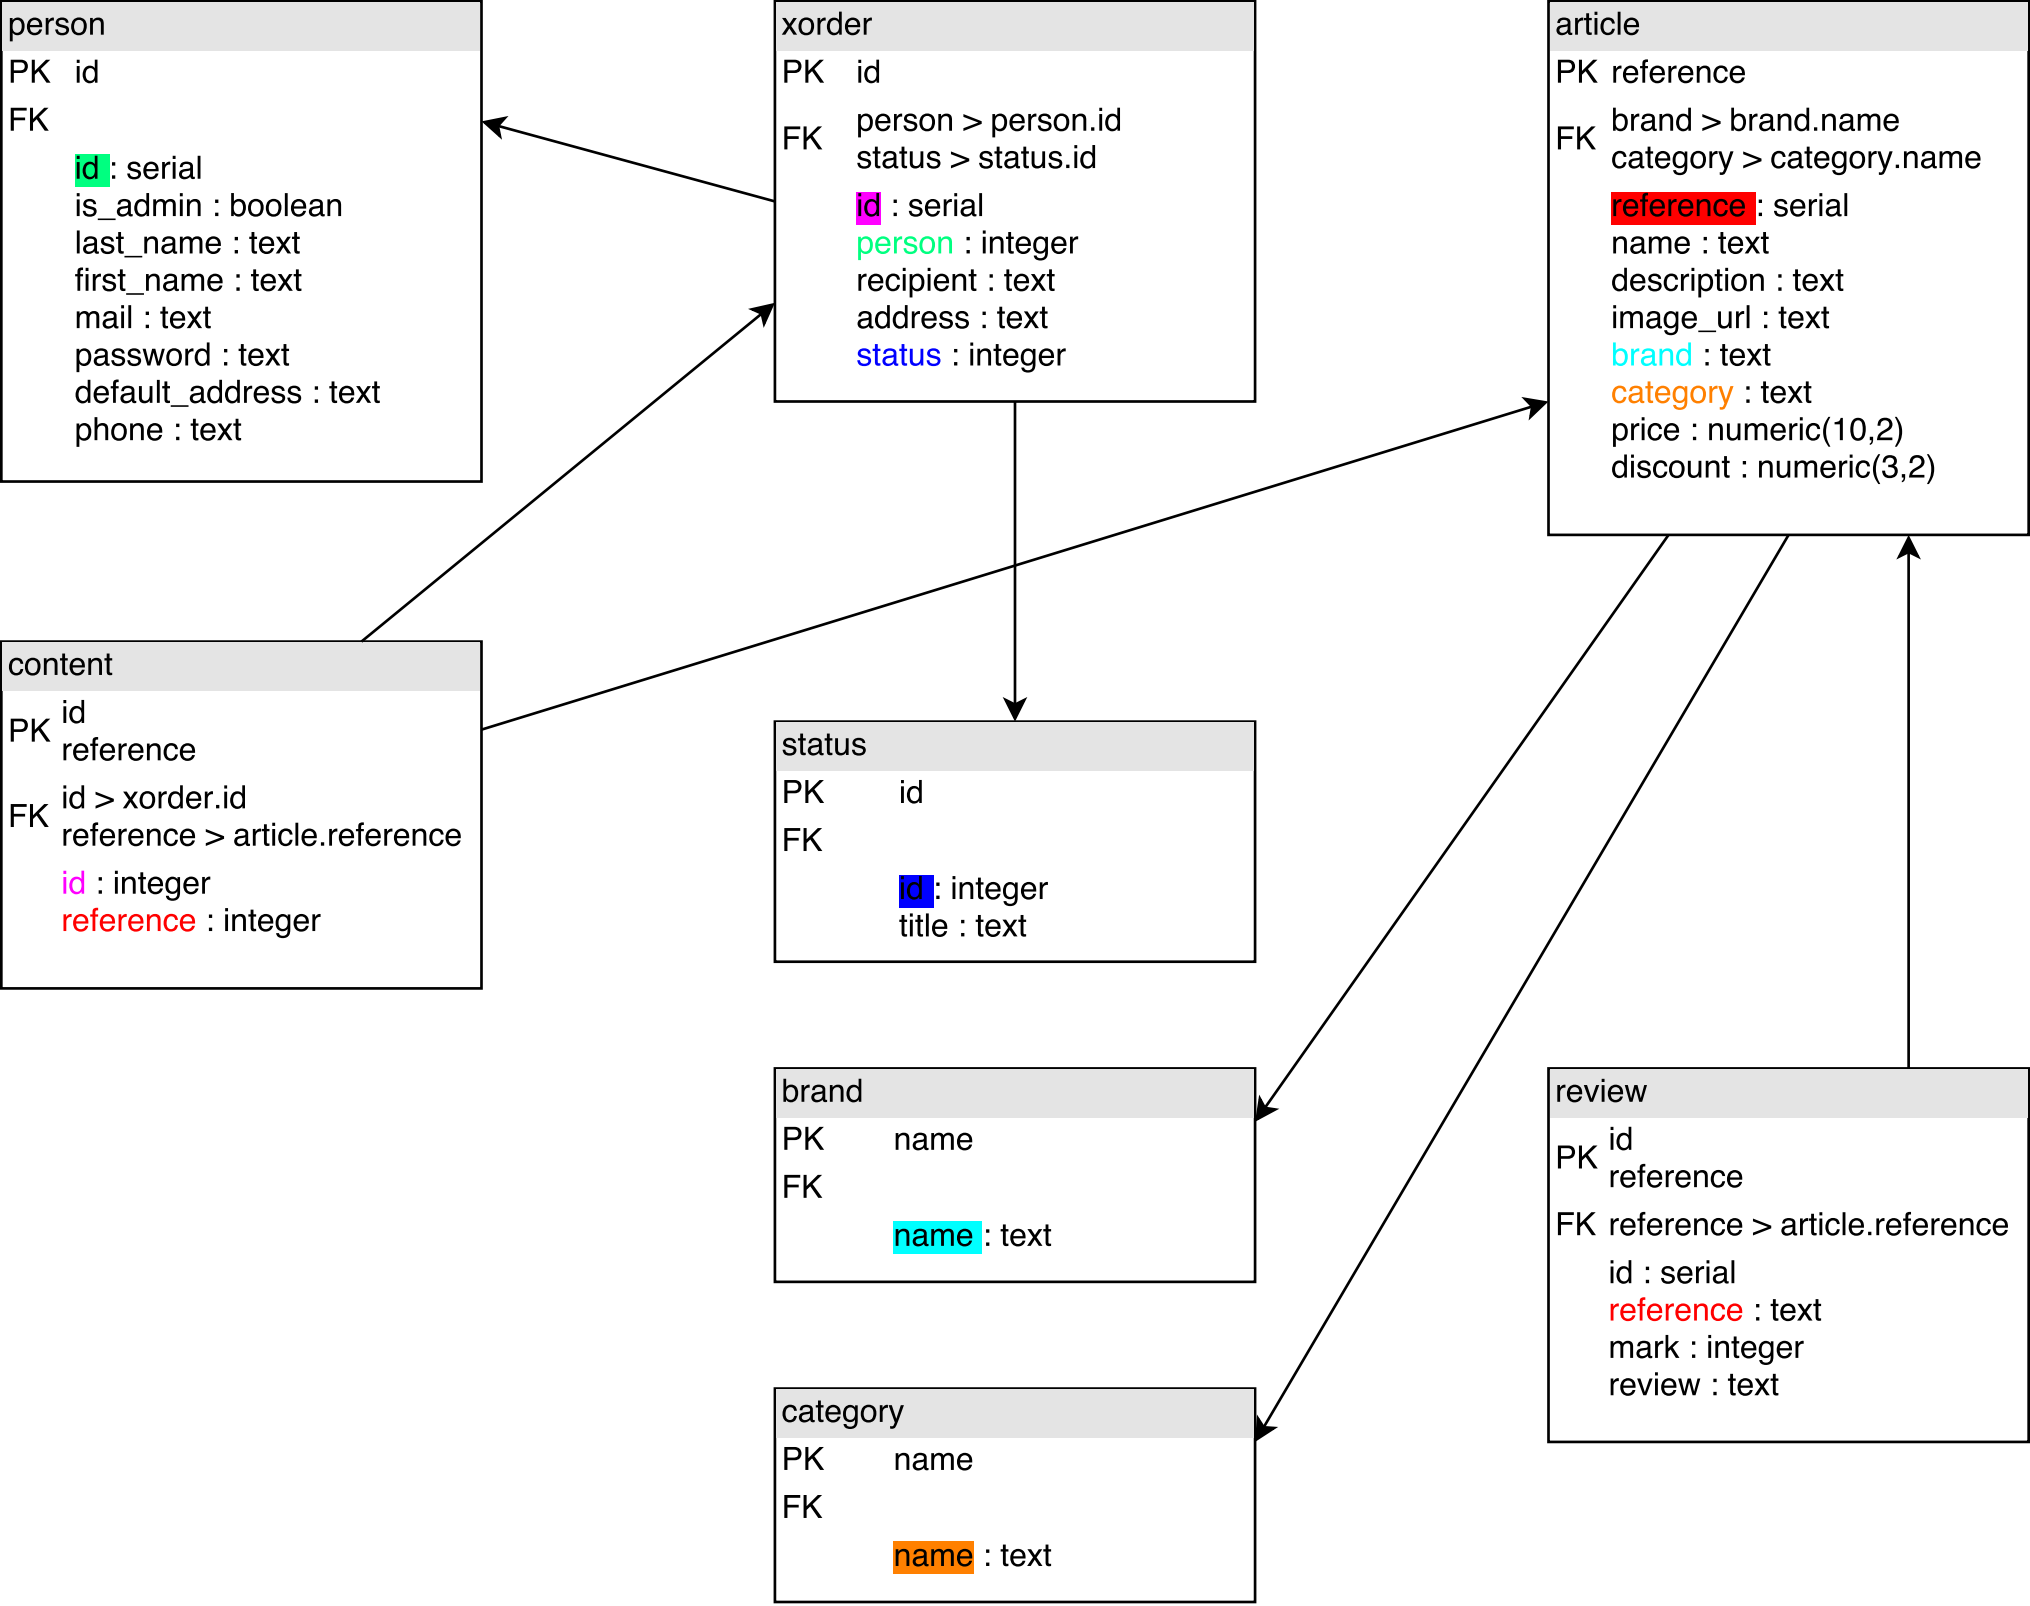 person
PK id
FK
id : serial
is_admin : boolean
last_name : text
first_name : text
mail : text
password : text
default_address : text
phone : text
xorder
PK id
FK
person > person.id
status > status.id
id : serial
person : integer
recipient : text
address : text
status : integer
article
PK reference
FK
brand > brand.name
category > category.name
reference : serial
name : text
description : text
image_url : text
brand : text
category : text
price : numeric(10,2)
discount : numeric(3,2)
content
PK
id
reference
FK
id > xorder.id
reference > article.reference
id : integer
reference : integer
status
PK id
FK
id : integer
title : text
brand
PK name
FK
name : text
review
PK
id
reference
FK reference > article.reference
id : serial
reference : text
mark : integer
review : text
category
PK name
FK
name : text